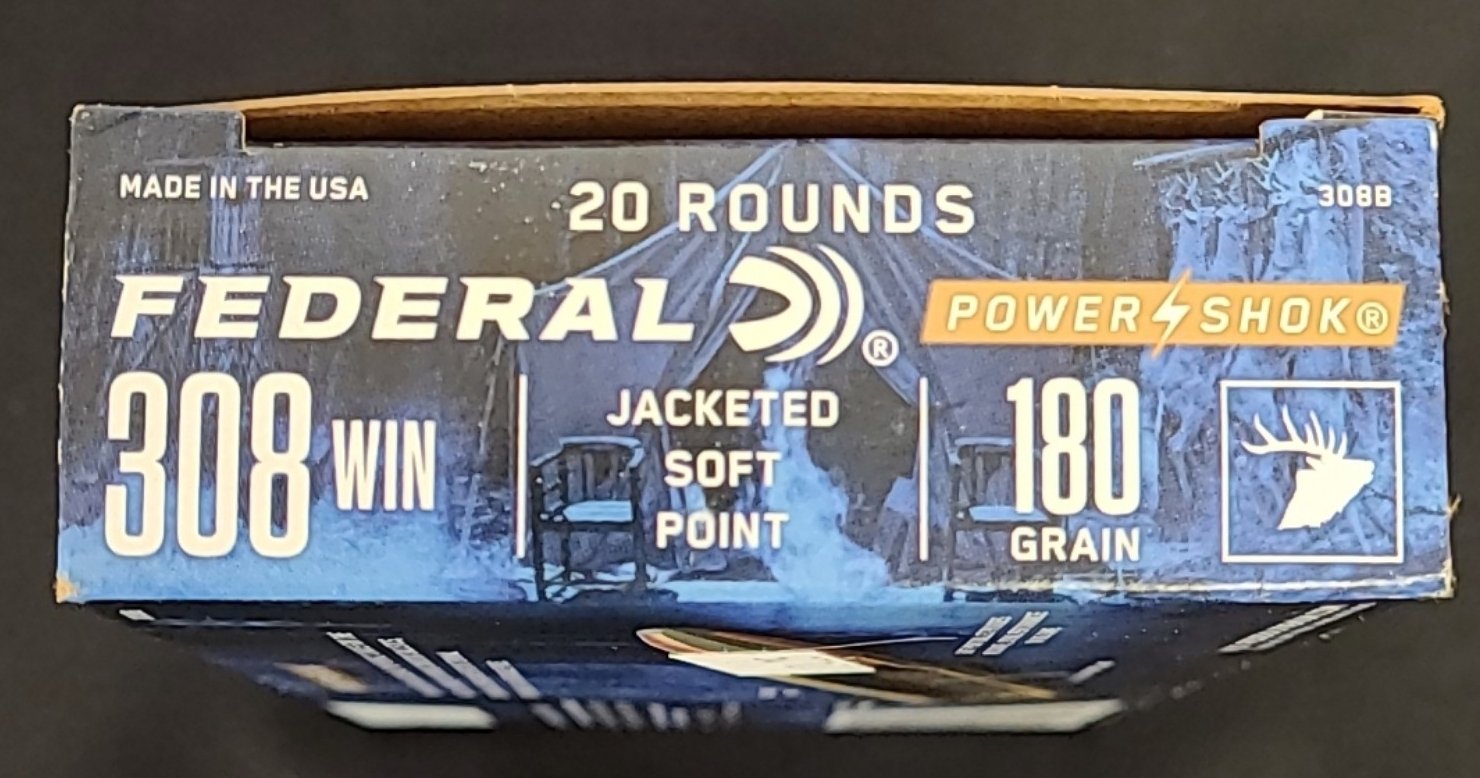 MADE IN THE USA
20 ROUNDS
308B
FEDERAL ®
POWER SHOK®
308 WIN
JACKETED
SOFT
POINT
180
GRAIN